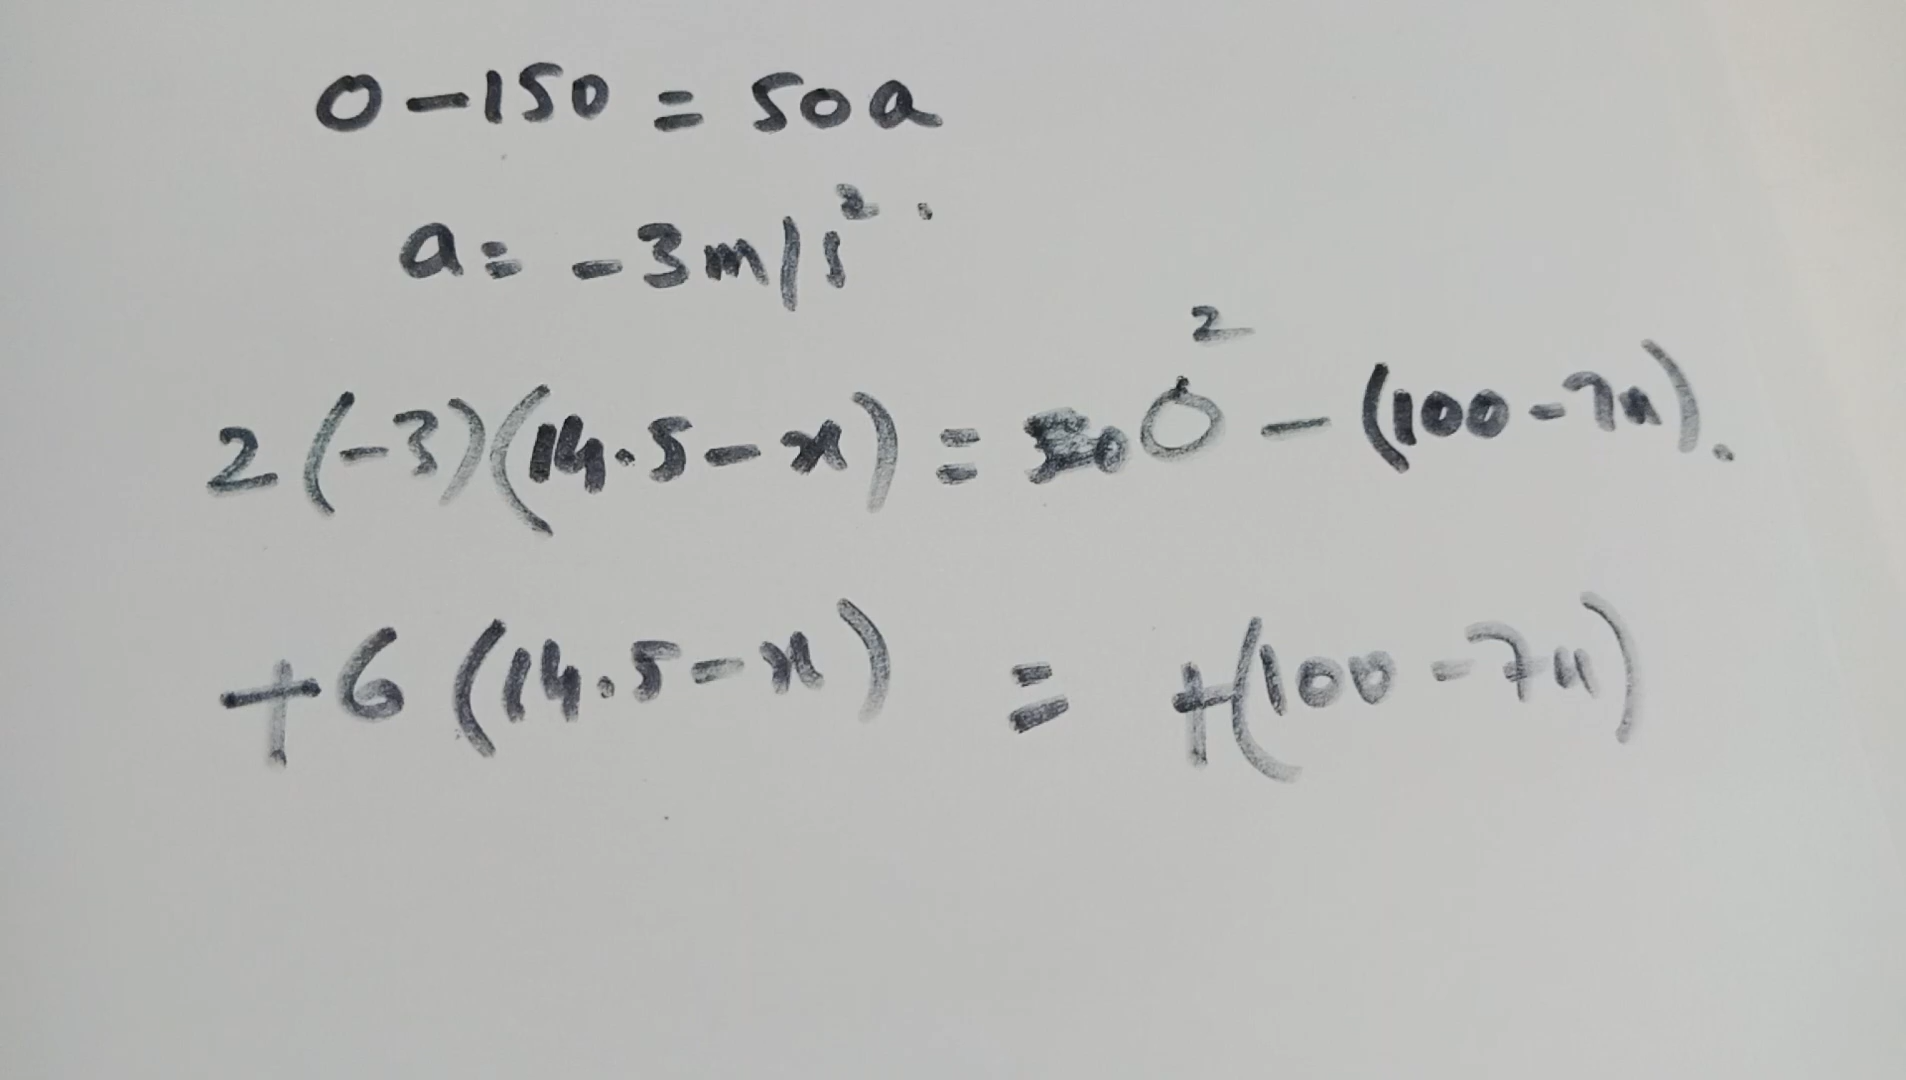 0-150 = 50a
a = -3m/s².
2(-3)(14.5-x) = 0² - (100-7x).
+6(14.5-x) = +(100-7x)